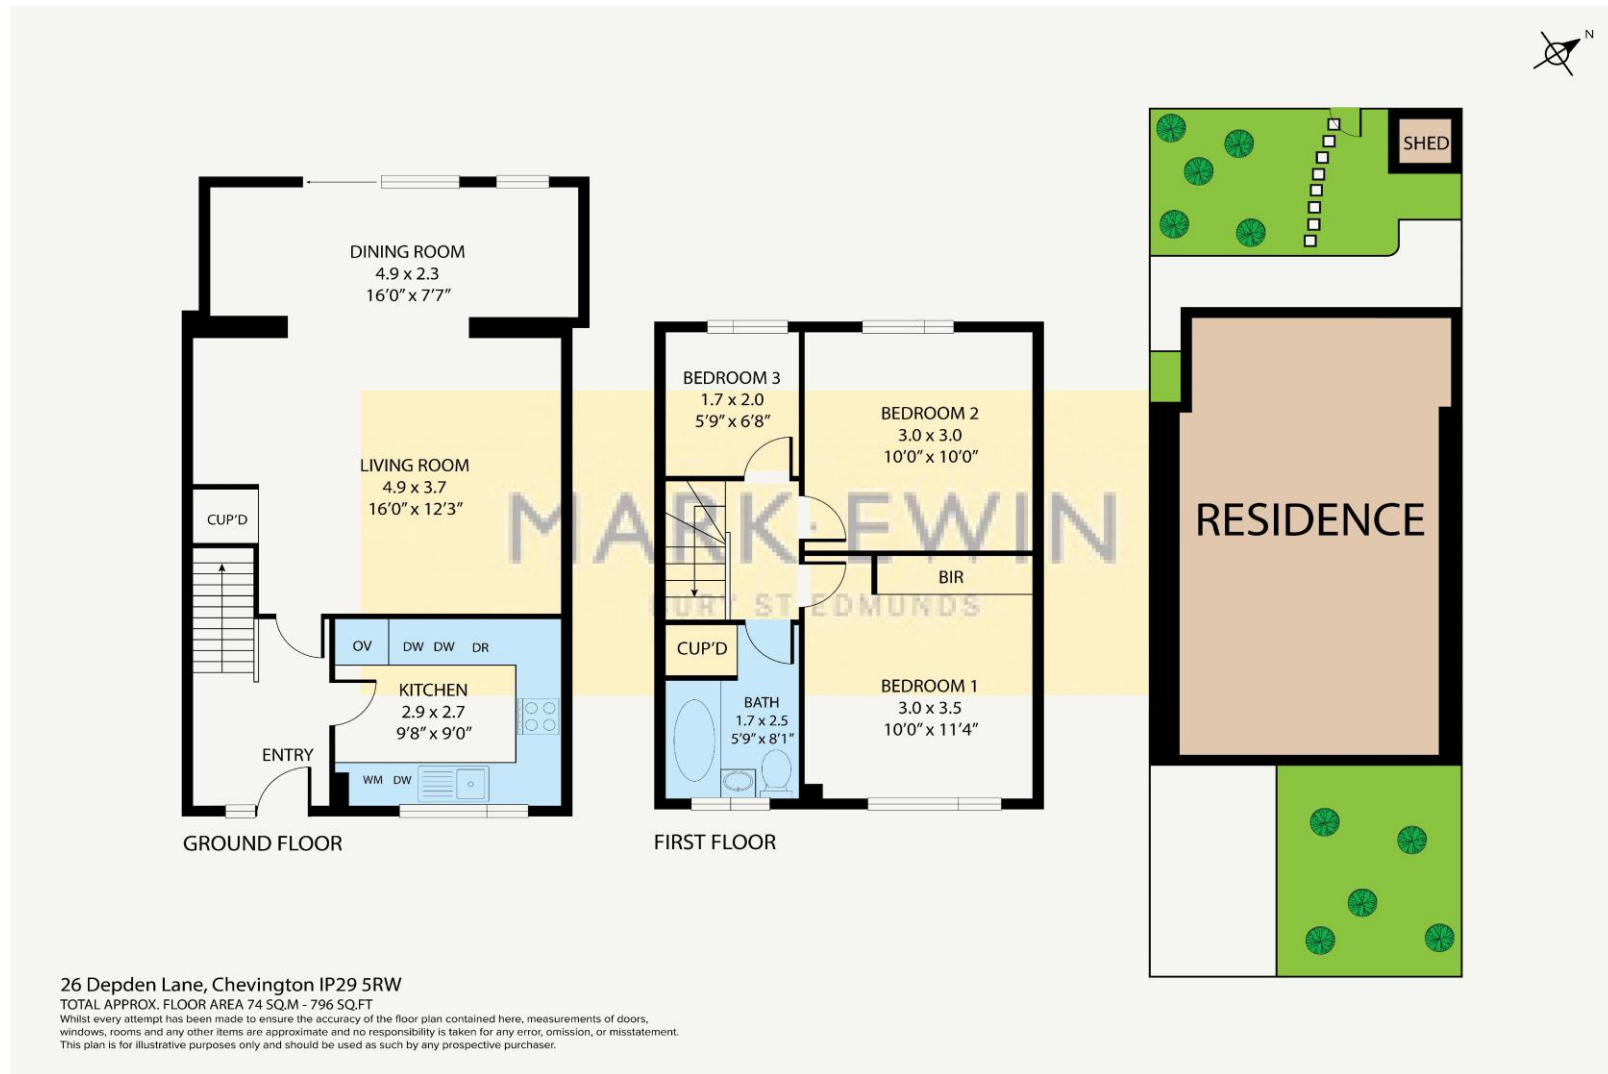 N
SHED
DINING ROOM
4.9 x 2.3
16'0" x 7'7"
LIVING ROOM
4.9 x 3.7
16'0" x 12'3"
CUP'D
OV
DW DW DR
KITCHEN
2.9 x 2.7
9'8" x 9'0"
ENTRY
WM DW
GROUND FLOOR
BEDROOM 3
1.7 x 2.0
5'9" x 6'8"
BEDROOM 2
3.0 x 3.0
10'0" x 10'0"
BIR
CUP'D
BEDROOM 1
3.0 x 3.5
10'0" x 11'4"
BATH
1.7 x 2.5
5'9" x 8'1"
FIRST FLOOR
MARK·EWIN
BURY ST EDMUNDS
RESIDENCE
26 Depden Lane, Chevington IP29 5RW
TOTAL APPROX. FLOOR AREA 74 SQ.M - 796 SQ.FT
Whilst every attempt has been made to ensure the accuracy of the floor plan contained here, measurements of doors,
windows, rooms and any other items are approximate and no responsibility is taken for any error, omission, or misstatement.
This plan is for illustrative purposes only and should be used as such by any prospective purchaser.